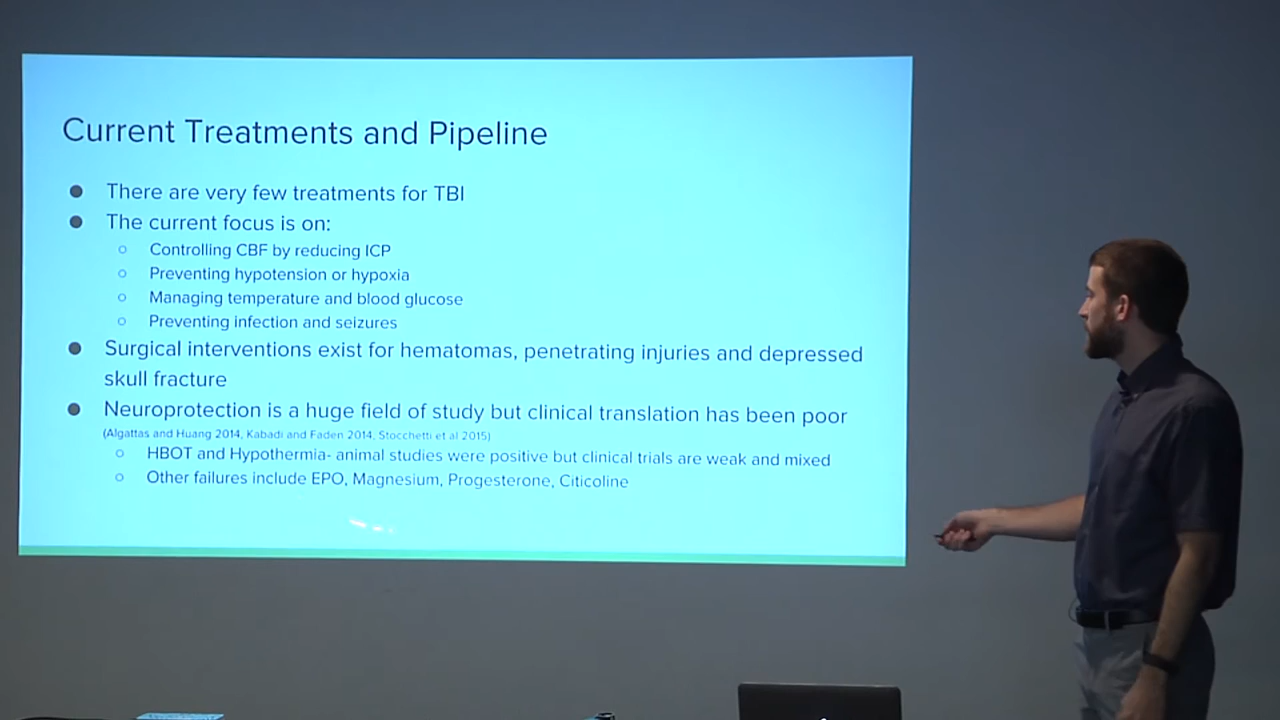 Current Treatments and Pipeline
There are very few treatments for TBI
The current focus is on:
Controlling CBF by reducing ICP
Preventing hypotension or hypoxia
Managing temperature and blood glucose
Preventing infection and seizures
Surgical interventions exist for hematomas, penetrating injuries and depressed
skull fracture
Neuroprotection is a huge field of study but clinical translation has been poor
(Algattas and Huang 2014, Kabadi and Faden 2014, Stocchetti et al 2015)
HBOT and Hypothermia- animal studies were positive but clinical trials are weak and mixed
Other failures include EPO, Magnesium, Progesterone, Citicoline